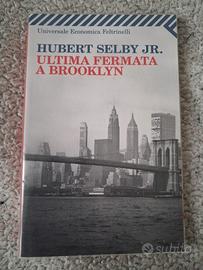 Universale Economica Feltrinelli
HUBERT SELBY JR.
ULTIMA FERMATA
A BROOKLYN
subito